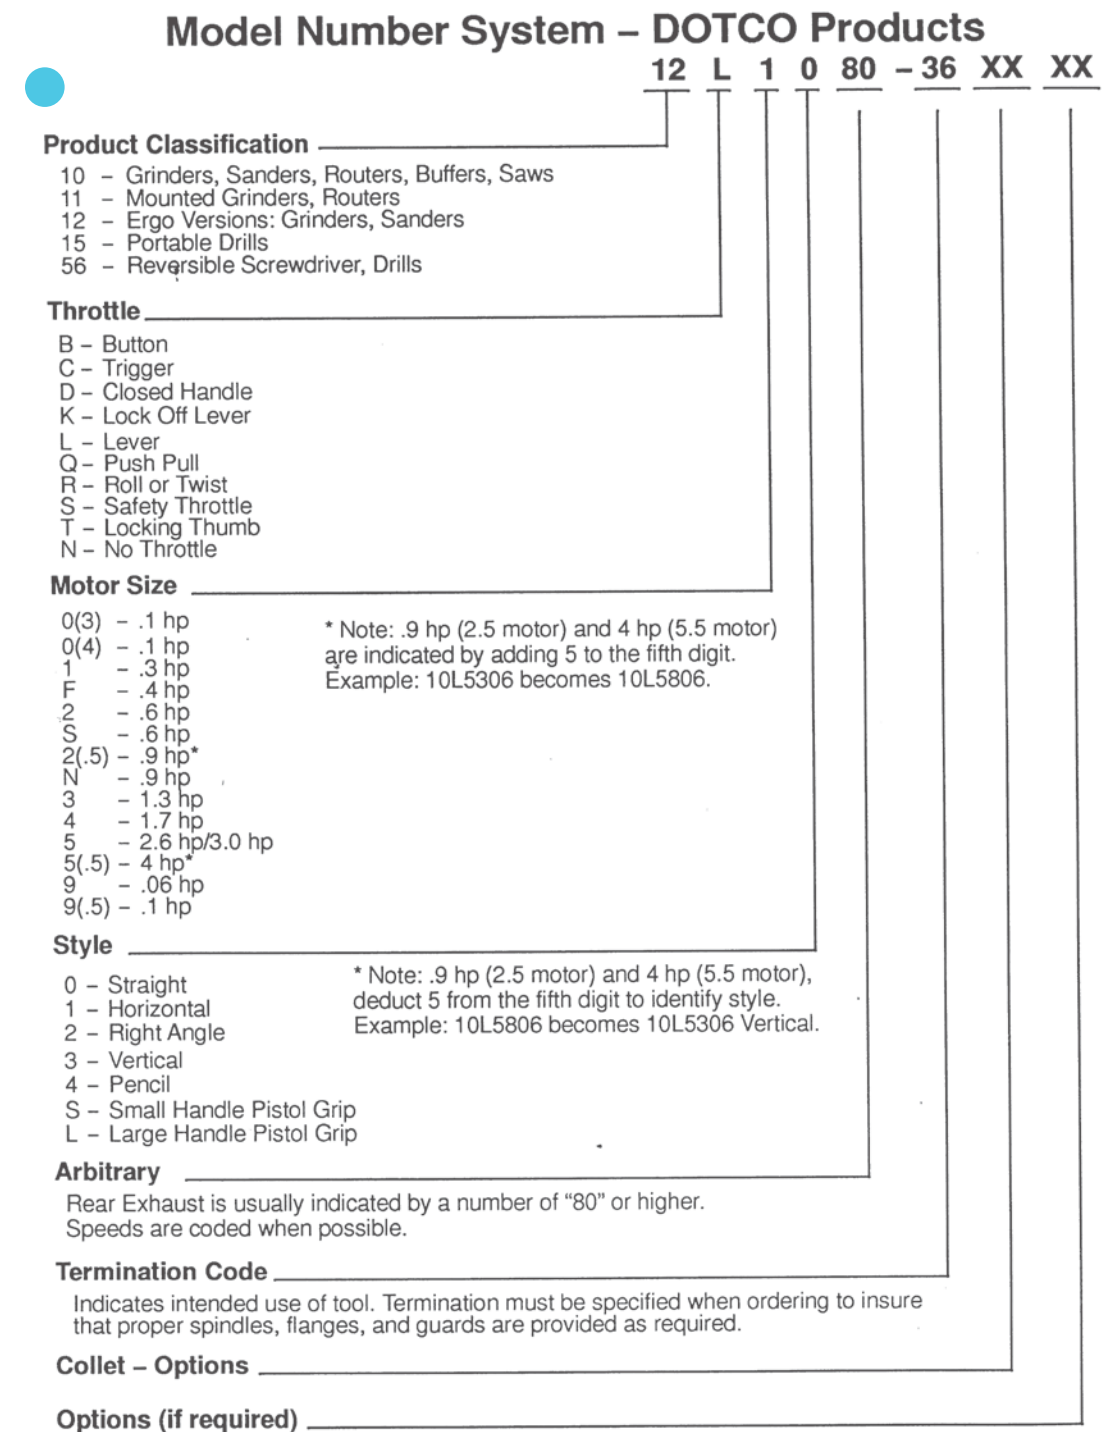 Model Number System – DOTCO Products
12 L 1 0 80 – 36 XX XX
Product Classification
10 – Grinders, Sanders, Routers, Buffers, Saws
11 – Mounted Grinders, Routers
12 – Ergo Versions: Grinders, Sanders
15 – Portable Drills
56 – Reversible Screwdriver, Drills
Throttle
B – Button
C – Trigger
D – Closed Handle
K – Lock Off Lever
L – Lever
Q – Push Pull
R – Roll or Twist
S – Safety Throttle
T – Locking Thumb
N – No Throttle
Motor Size
0(3) – .1 hp
0(4) – .1 hp
1 – .3 hp
F – .4 hp
2 – .6 hp
S – .6 hp
2(.5) – .9 hp*
N – .9 hp
3 – 1.3 hp
4 – 1.7 hp
5 – 2.6 hp/3.0 hp
5(.5) – 4 hp*
9 – .06 hp
9(.5) – .1 hp
* Note: .9 hp (2.5 motor) and 4 hp (5.5 motor)
are indicated by adding 5 to the fifth digit.
Example: 10L5306 becomes 10L5806.
Style
0 – Straight
1 – Horizontal
2 – Right Angle
3 – Vertical
4 – Pencil
S – Small Handle Pistol Grip
L – Large Handle Pistol Grip
* Note: .9 hp (2.5 motor) and 4 hp (5.5 motor),
deduct 5 from the fifth digit to identify style.
Example: 10L5806 becomes 10L5306 Vertical.
Arbitrary
Rear Exhaust is usually indicated by a number of “80” or higher.
Speeds are coded when possible.
Termination Code
Indicates intended use of tool. Termination must be specified when ordering to insure
that proper spindles, flanges, and guards are provided as required.
Collet – Options
Options (if required)